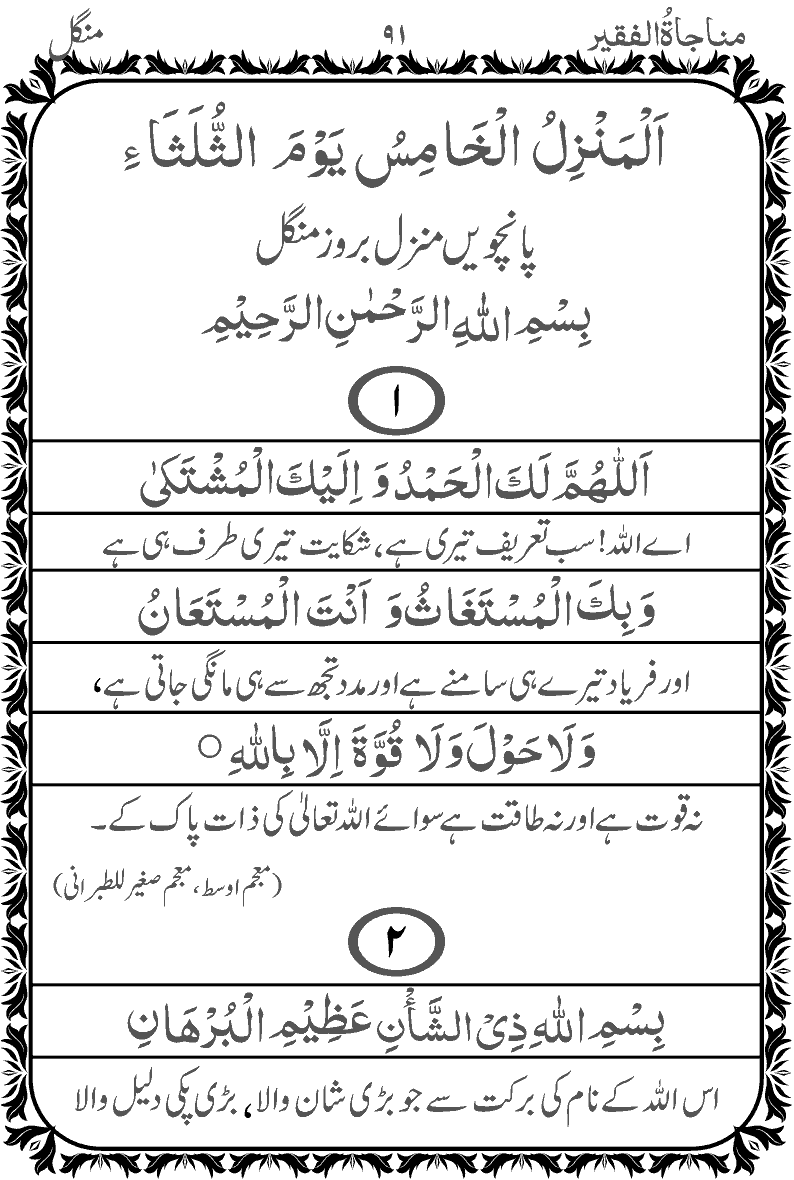 مناجاۃُالفقیر ۹۱ منگل
اَلْمَنْزِلُ الْخَامِسُ يَوْمَ الثُّلَثَاءِ
پانچویں منزل بروز منگل
بِسْمِ اللهِ الرَّحْمٰنِ الرَّحِيْمِ
۱
اَللّٰهُمَّ لَكَ الْحَمْدُ وَ اِلَيْكَ الْمُشْتَكىٰ
اے اللہ! سب تعریف تیری ہے، شکایت تیری طرف ہی ہے
وَ بِكَ الْمُسْتَغَاثُ وَ اَنْتَ الْمُسْتَعَانُ
اور فریاد تیرے ہی سامنے ہے اور مدد تجھ سے ہی مانگی جاتی ہے،
وَلَا حَوْلَ وَلَا قُوَّةَ اِلَّا بِاللّٰهِ ○
نہ قوت ہے اور نہ طاقت ہے سوائے اللہ تعالیٰ کی ذات پاک کے۔
(معجم اوسط، معجم صغیر للطبرانی)
۲
بِسْمِ اللهِ ذِی الشَّأْنِ عَظِيْمِ الْبُرْهَانِ
اس اللہ کے نام کی برکت سے جو بڑی شان والا، بڑی پکی دلیل والا